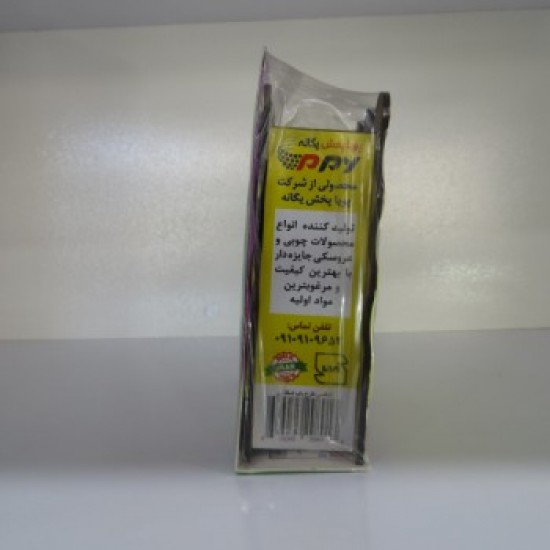 پویا پخش یگانه
PPY
محصولی از شرکت
پویا پخش یگانه
تولید کننده انواع
محصولات چوبی و
عروسکی جایزه‌دار
با بهترین کیفیت
و مرغوبترین
مواد اولیه
تلفن تماس: